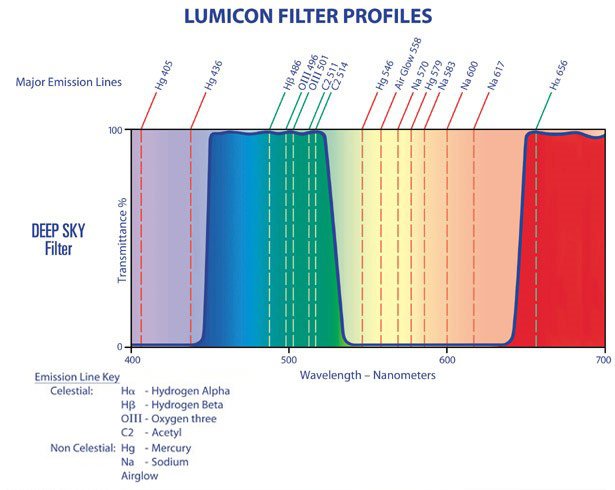 LUMICON FILTER PROFILES
Major Emission Lines
Hg 405
Hg 436
Hβ 486
OIII 496
OIII 501
C2 511
C2 514
Hg 546
Air Glow 558
Na 570
Hg 579
Na 583
Na 600
Na 617
Hα 656
100
DEEP SKY
Filter
Transmittance %
0
400
500
600
700
Wavelength – Nanometers
Emission Line Key
Celestial: Hα - Hydrogen Alpha
Hβ - Hydrogen Beta
OIII - Oxygen three
C2 - Acetyl
Non Celestial: Hg - Mercury
Na - Sodium
Airglow